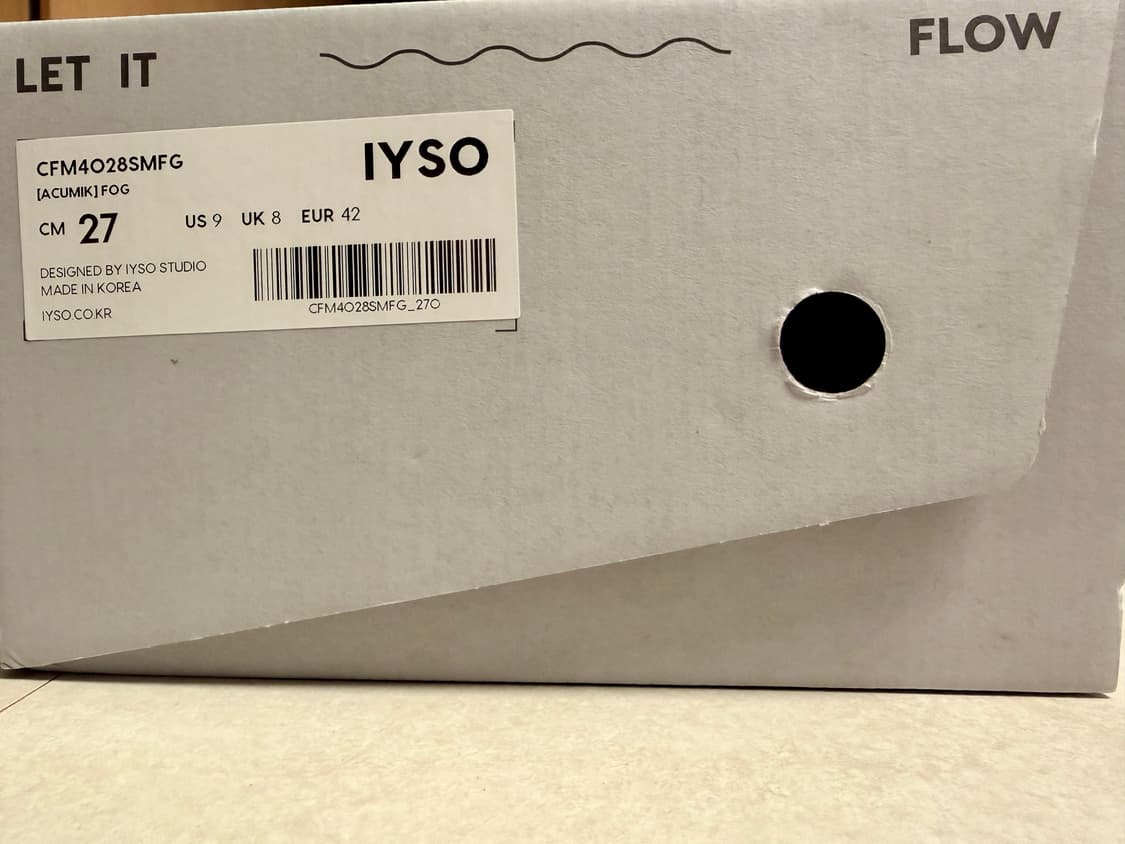 LET IT FLOW
CFM4O28SMFG
IYSO
[ACUMIK] FOG
CM 27 US 9 UK 8 EUR 42
DESIGNED BY IYSO STUDIO
MADE IN KOREA
IYSO.CO.KR
CFM4O28SMFG_27O